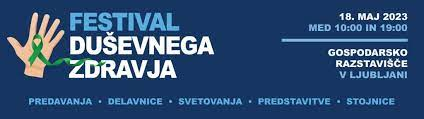 FESTIVAL
DUŠEVNEGA
ZDRAVJA
18. MAJ 2023
MED 10:00 IN 19:00
GOSPODARSKO
RAZSTAVIŠČE
V LJUBLJANI
PREDAVANJA • DELAVNICE • SVETOVANJA • PREDSTAVITVE • STOJNICE